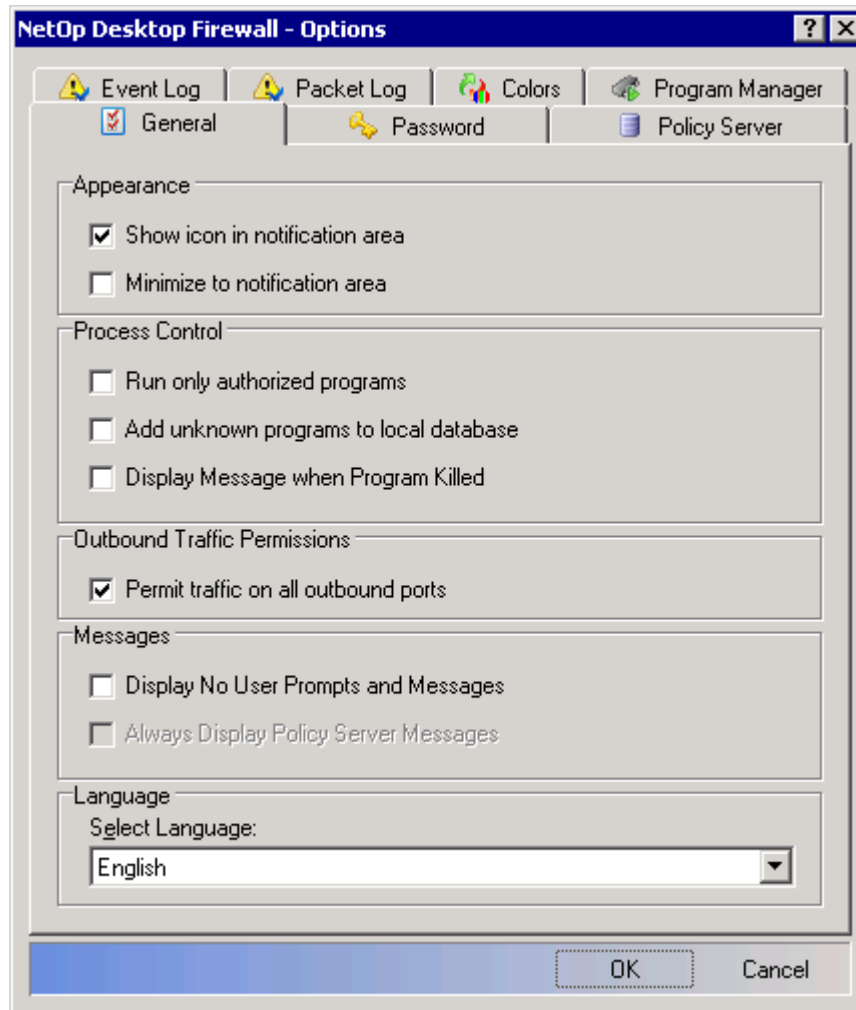 NetOp Desktop Firewall - Options
Event Log Packet Log Colors Program Manager
General Password Policy Server
Appearance
Show icon in notification area
Minimize to notification area
Process Control
Run only authorized programs
Add unknown programs to local database
Display Message when Program Killed
Outbound Traffic Permissions
Permit traffic on all outbound ports
Messages
Display No User Prompts and Messages
Always Display Policy Server Messages
Language
Select Language:
English
OK Cancel